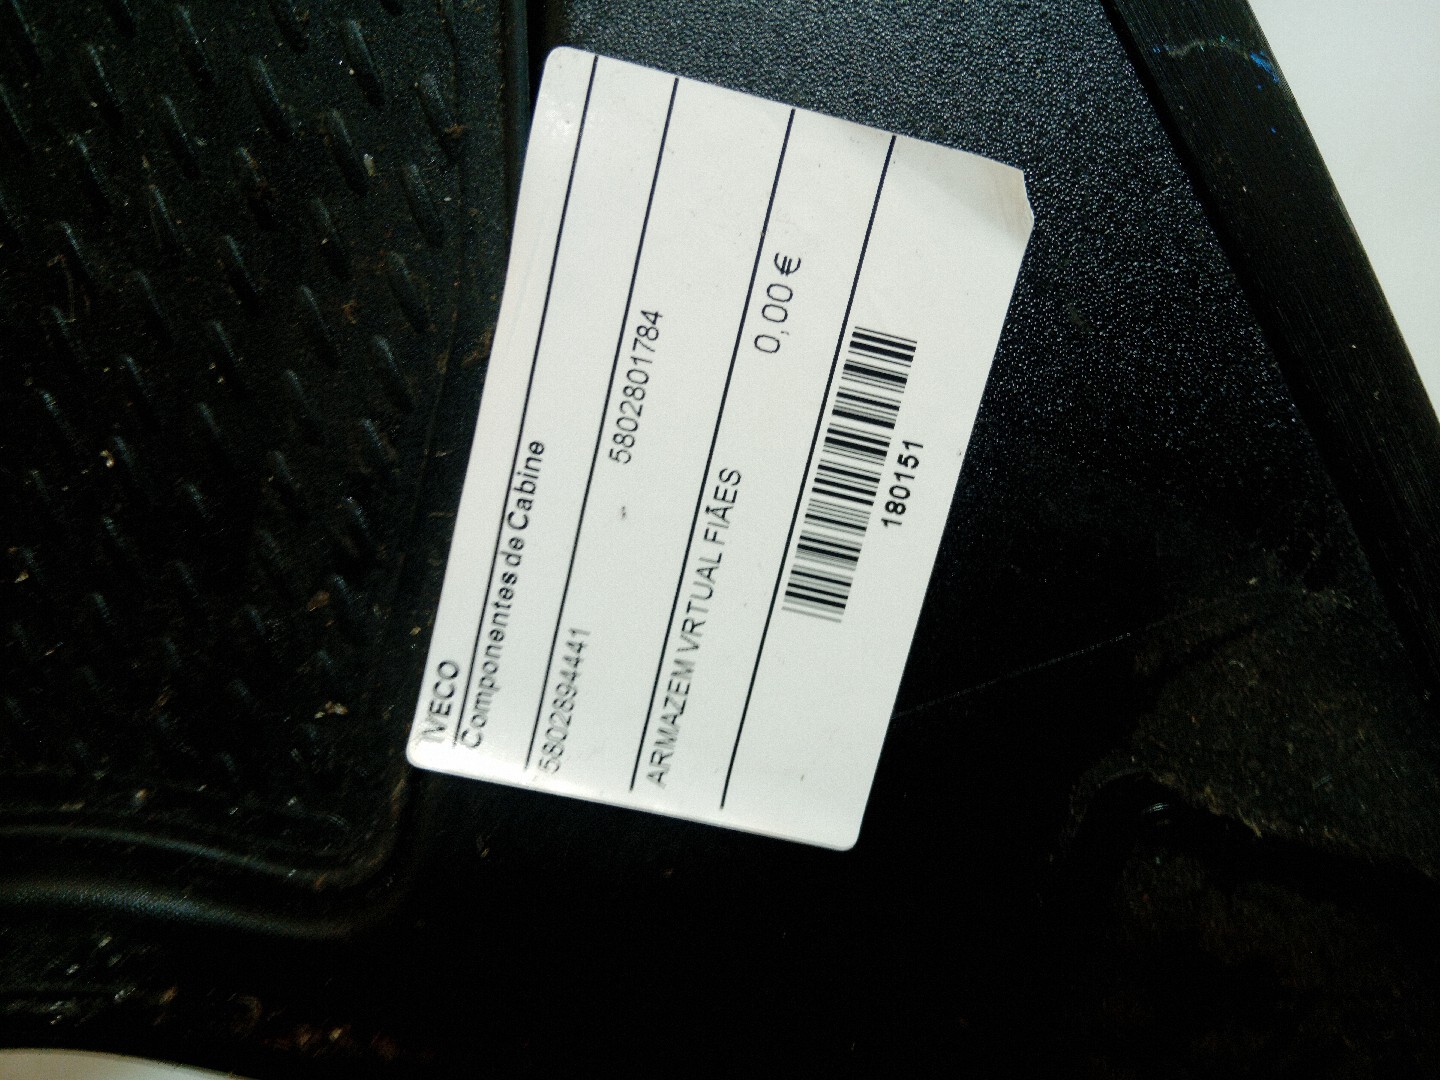 IVECO
Componentes de Cabine
5802894441 5802801784
ARMAZEM VRTUAL FIÃES 0,00 €
180151